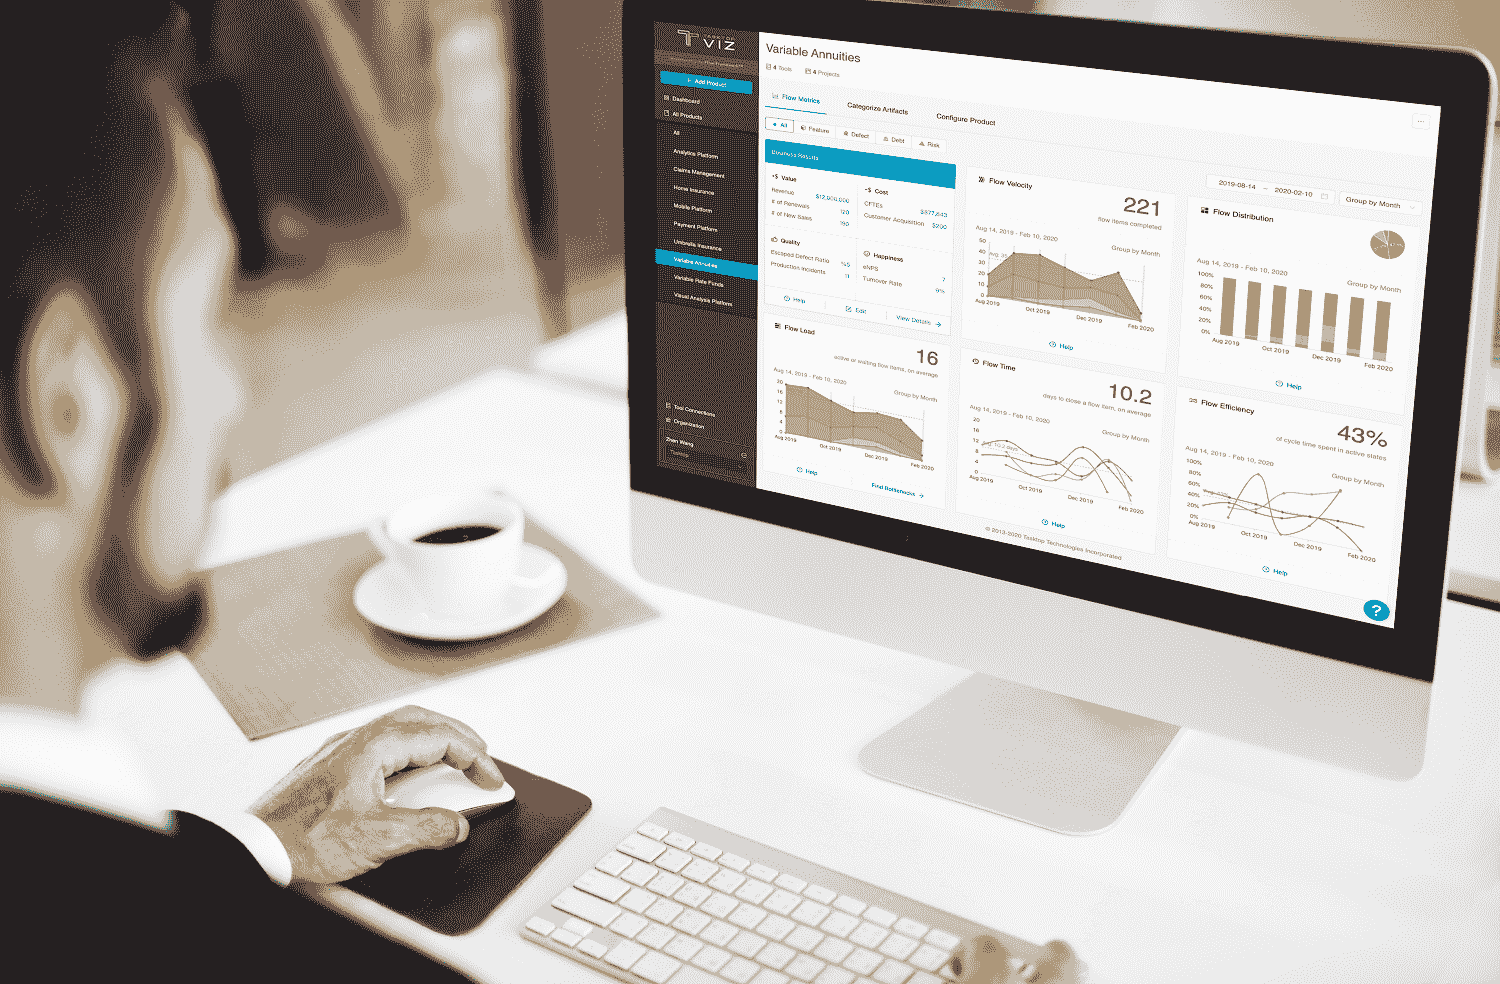 VIZ
+ Add Product
Dashboard
All Products
All
Analytics Platform
Claims Management
Home Insurance
Mobile Platform
Payment Platform
Umbrella Insurance
Variable Annuities
Variable Rate Funds
Visual Analysis Platform
Tool Connections
Organization
Zhen Wang
Variable Annuities
4 Tools 4 Projects
Flow Metrics Categorize Artifacts Configure Product
All Feature Defect Debt Risk
2019-08-14 – 2020-02-10 Group by Month
Business Results
Value
Revenue $12,000,000
# of Renewals 120
# of New Sales
Cost
CFTEs
Customer Acquisition $200
Quality
Escaped Defect Ratio
Production Incidents 11
Happiness
eNPS 7
Turnover Rate
Help Edit View Details →
Flow Velocity
221
flow items completed
Aug 14, 2019 - Feb 10, 2020
Group by Month
50
40
30
20
10
0
Aug 2019 Oct 2019 Dec 2019 Feb 2020
Help
Flow Distribution
Aug 14, 2019 - Feb 10, 2020
Group by Month
100%
80%
60%
40%
20%
0%
Aug 2019 Oct 2019 Dec 2019 Feb 2020
Help
Flow Load
16
active or waiting flow items, on average
Aug 14, 2019 - Feb 10, 2020
Group by Month
20
16
12
8
4
0
Aug 2019 Oct 2019 Dec 2019 Feb 2020
Help Find Bottlenecks →
Flow Time
10.2
days to close a flow item, on average
Aug 14, 2019 - Feb 10, 2020
Group by Month
20
16
12
8
4
0
Avg. 10.2 days
Aug 2019 Oct 2019 Dec 2019 Feb 2020
Help
Flow Efficiency
43%
of cycle time spent in active states
Aug 14, 2019 - Feb 10, 2020
Group by Month
100%
80%
60%
40%
20%
0%
Aug 2019 Oct 2019 Dec 2019 Feb 2020
Help
© 2013-2020 Tasktop Technologies Incorporated
?